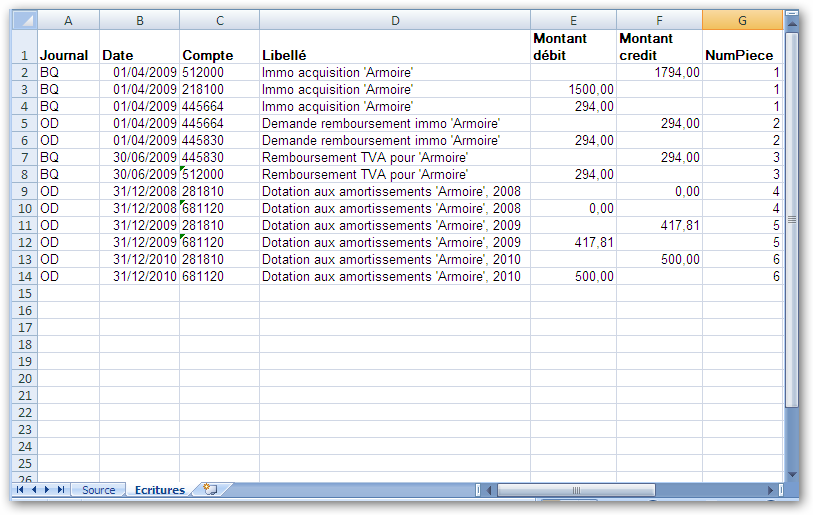 A B C D E F G
1 Journal Date Compte Libellé Montant débit Montant credit NumPiece
2 BQ 01/04/2009 512000 Immo acquisition 'Armoire' 1794,00 1
3 BQ 01/04/2009 218100 Immo acquisition 'Armoire' 1500,00 1
4 BQ 01/04/2009 445664 Immo acquisition 'Armoire' 294,00 1
5 OD 01/04/2009 445664 Demande remboursement immo 'Armoire' 294,00 2
6 OD 01/04/2009 445830 Demande remboursement immo 'Armoire' 294,00 2
7 BQ 30/06/2009 445830 Remboursement TVA pour 'Armoire' 294,00 3
8 BQ 30/06/2009 512000 Remboursement TVA pour 'Armoire' 294,00 3
9 OD 31/12/2008 281810 Dotation aux amortissements 'Armoire', 2008 0,00 4
10 OD 31/12/2008 681120 Dotation aux amortissements 'Armoire', 2008 0,00 4
11 OD 31/12/2009 281810 Dotation aux amortissements 'Armoire', 2009 417,81 5
12 OD 31/12/2009 681120 Dotation aux amortissements 'Armoire', 2009 417,81 5
13 OD 31/12/2010 281810 Dotation aux amortissements 'Armoire', 2010 500,00 6
14 OD 31/12/2010 681120 Dotation aux amortissements 'Armoire', 2010 500,00 6
15
16
17
18
19
20
21
22
23
24
25
26
Source Ecritures